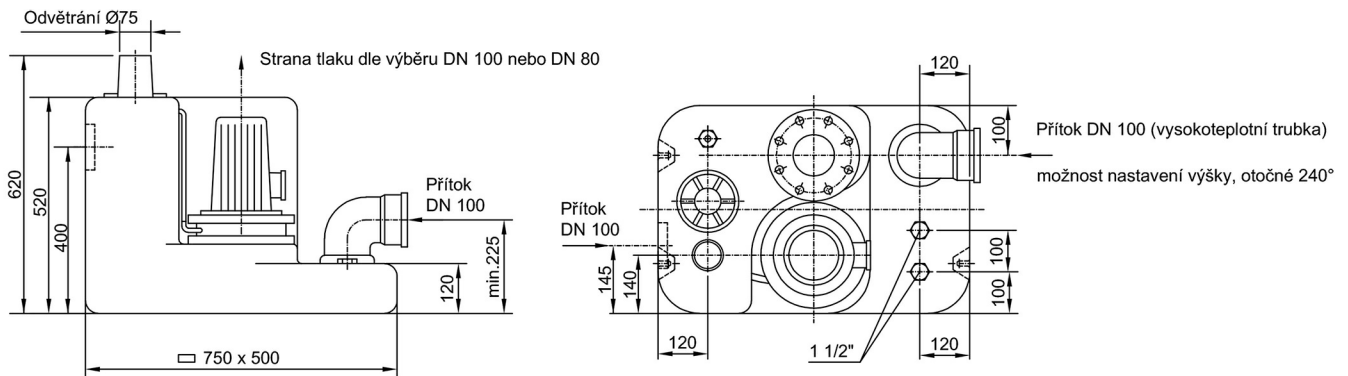 Odvětrání Ø75
Strana tlaku dle výběru DN 100 nebo DN 80
620
520
400
Přítok
DN 100
min.225
120
750 x 500
120
100
Přítok DN 100 (vysokoteplotní trubka)
možnost nastavení výšky, otočné 240°
Přítok
DN 100
145
140
100
100
120
1 1/2"
120